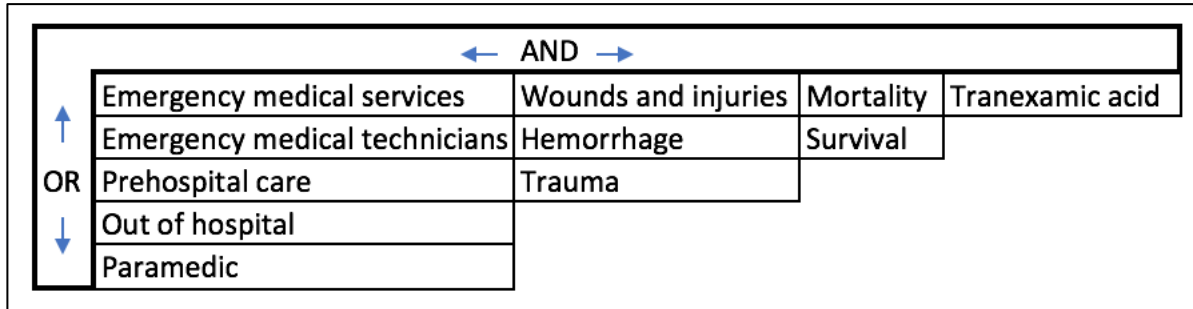 ← AND →
Emergency medical services Wounds and injuries Mortality Tranexamic acid
Emergency medical technicians Hemorrhage Survival
OR Prehospital care Trauma
Out of hospital
Paramedic